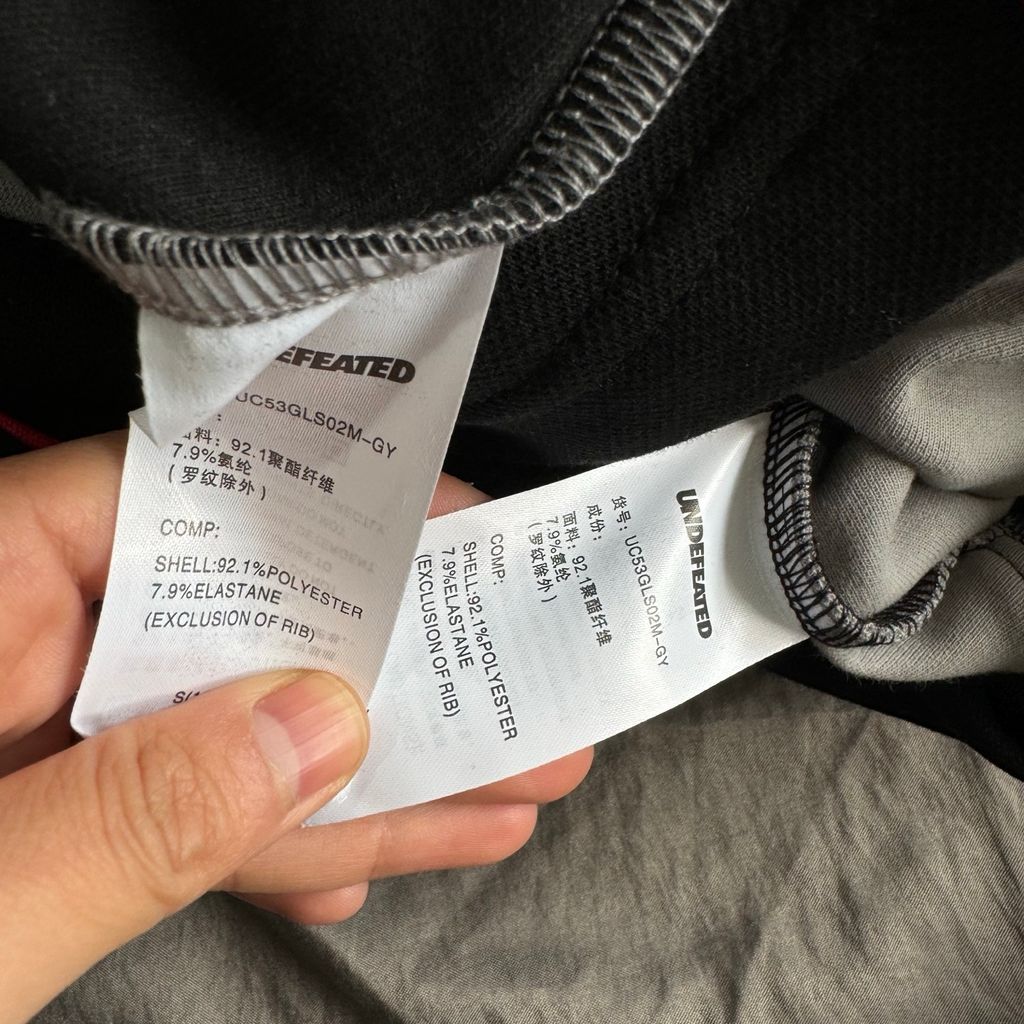 EFEATED
UC53GLS02M-GY
料: 92.1聚酯纤维
7.9%氨纶
(罗纹除外)
COMP:
SHELL:92.1%POLYESTER
7.9%ELASTANE
(EXCLUSION OF RIB)
UNDEFEATED
货号: UC53GLS02M-GY
成份:
面料: 92.1聚酯纤维
7.9%氨纶
(罗纹除外)
COMP:
SHELL:92.1%POLYESTER
7.9%ELASTANE
(EXCLUSION OF RIB)